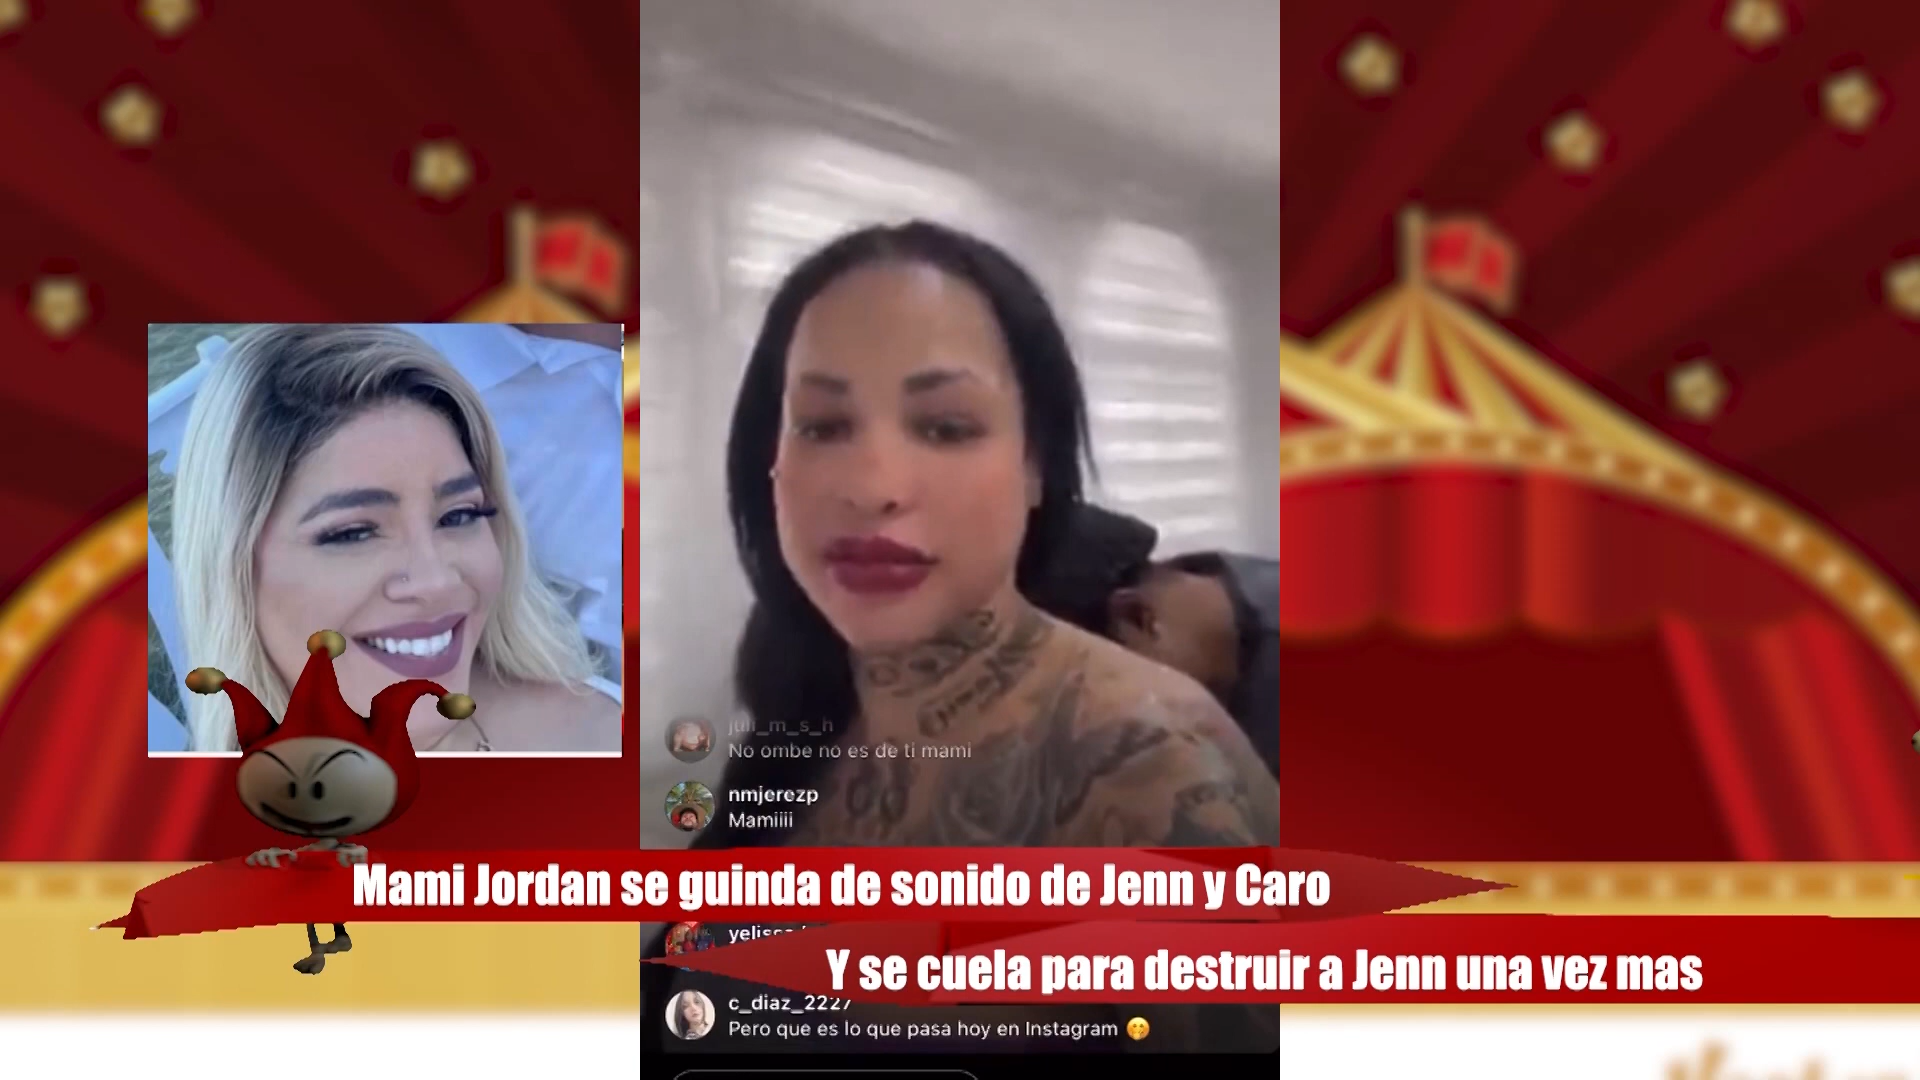 juli_m_s_h
No ombe no es de ti mami
nmjerezp
Mamiiii
Mami Jordan se guinda de sonido de Jenn y Caro
Y se cuela para destruir a Jenn una vez mas
c_diaz_2227
Pero que es lo que pasa hoy en Instagram 🤭